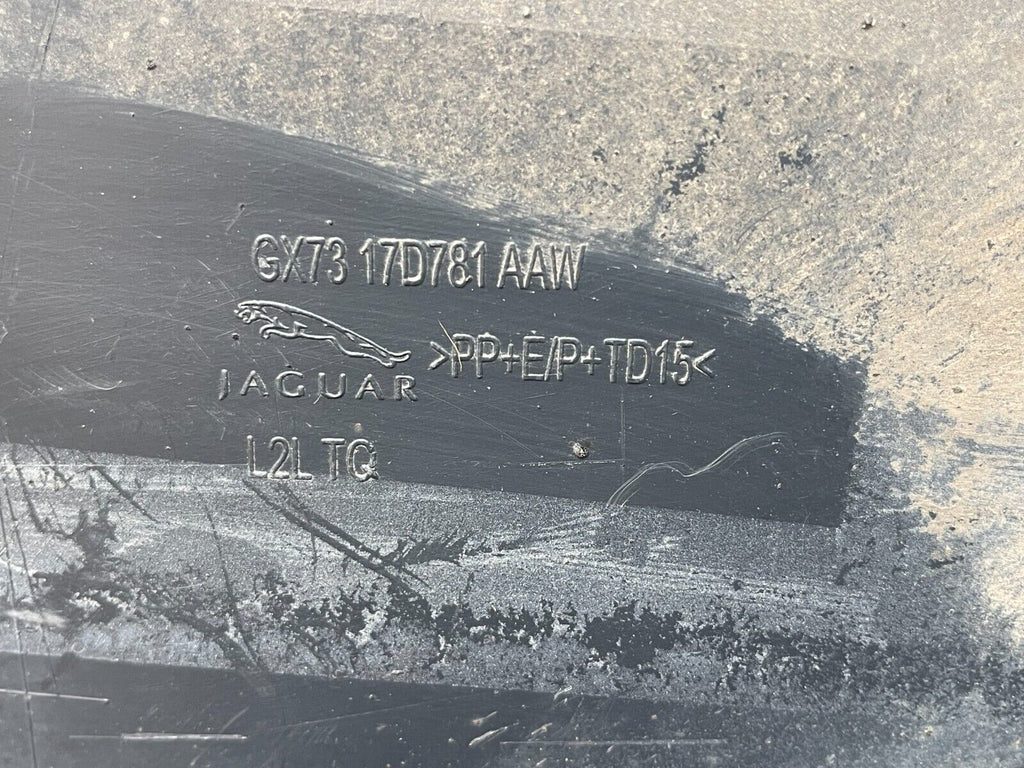 GX73 17D781 AAW
>PP+E/P+TD15<
JAGUAR
L2L TQ